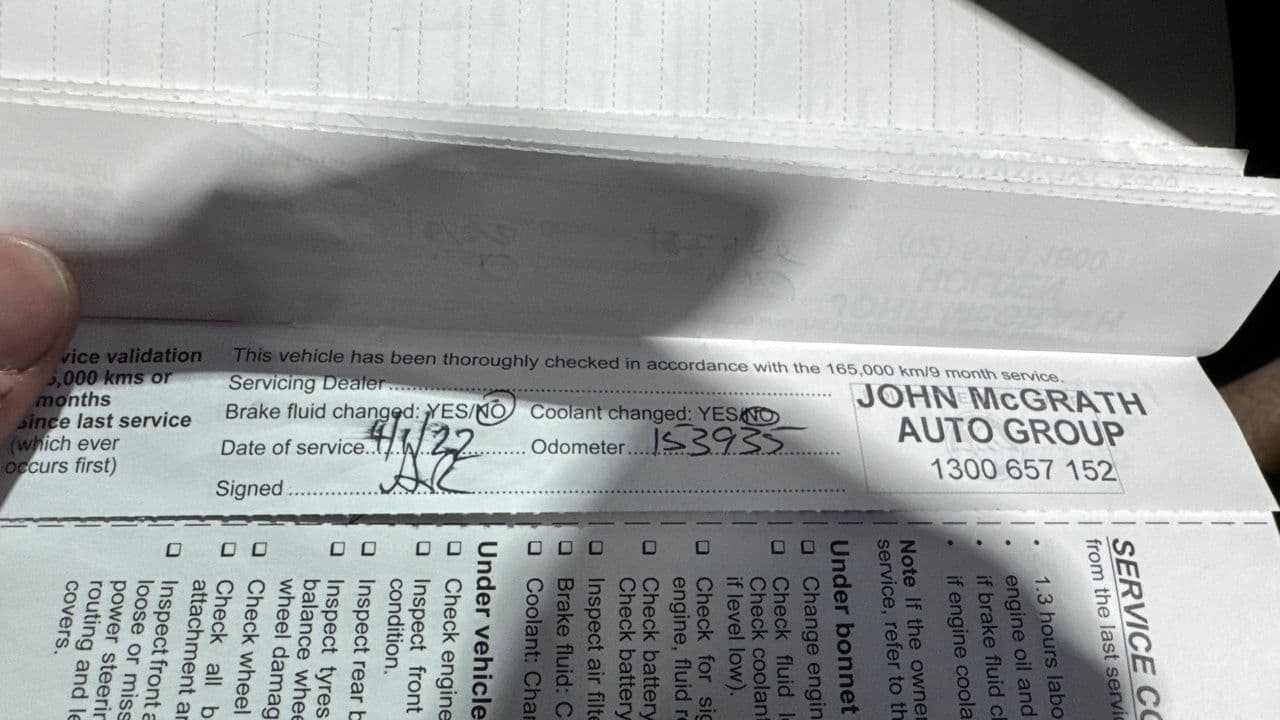 vice validation
,000 kms or
months
since last service
(which ever
occurs first)
This vehicle has been thoroughly checked in accordance with the 165,000 km/9 month service.
Servicing Dealer
Brake fluid changed: YES/NO Coolant changed: YES/NO
Date of service 4/1/22 Odometer 153935
Signed
JOHN McGRATH
AUTO GROUP
1300 657 152
SERVICE CO
from the last servi
• 1.3 hours labo
• engine oil and
• if brake fluid c
• if engine coola
Note If the owner
service, refer to th
Under bonnet
Change engin
Check fluid l
Check coolant
if level low).
Check for sig
engine, fluid r
Check battery
Check battery
Inspect air filte
Brake fluid: C
Coolant: Chan
Under vehicle
Check engine
Inspect front
condition.
Inspect rear b
Inspect tyres
balance whee
wheel damag
Check wheel
Check all b
attachment an
Inspect front a
loose or miss
power steerin
routing and le
covers.